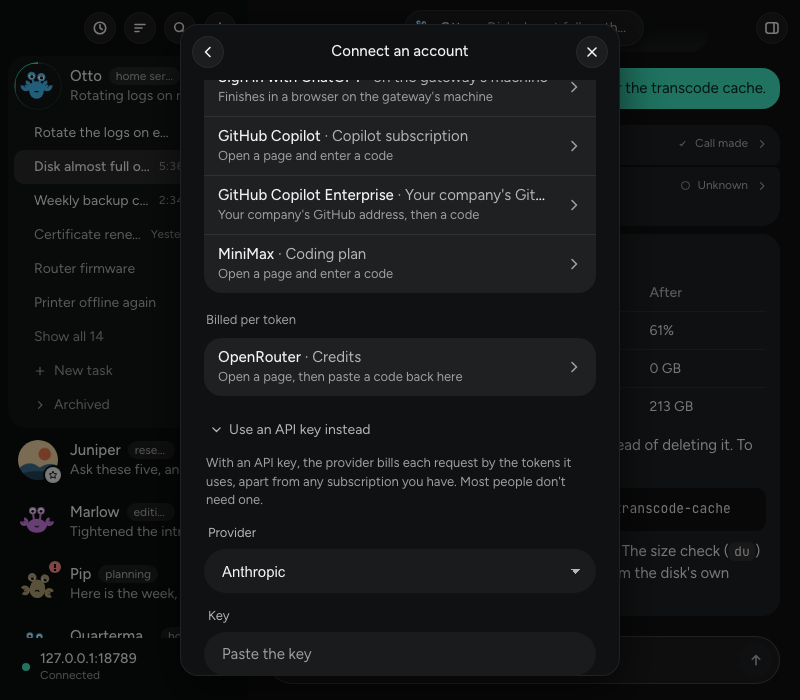 Connect an account
Finishes in a browser on the gateway's machine
GitHub Copilot · Copilot subscription
Open a page and enter a code
GitHub Copilot Enterprise · Your company's Git…
Your company's GitHub address, then a code
MiniMax · Coding plan
Open a page and enter a code
Billed per token
OpenRouter · Credits
Open a page, then paste a code back here
Use an API key instead
With an API key, the provider bills each request by the tokens it
uses, apart from any subscription you have. Most people don't
need one.
Provider
Anthropic
Key
Paste the key
Otto
home ser...
Rotating logs on
Rotate the logs on e...
Disk almost full o...
5:36
Weekly backup c...
2:34
Certificate rene...
Yeste
Router firmware
Printer offline again
Show all 14
New task
Archived
Juniper
rese...
Ask these five, an
Marlow
editi...
Tightened the intr
Pip
planning
Here is the week,
Quarterma
127.0.0.1:18789
Connected
the transcode cache.
Call made
Unknown
After
61%
0 GB
213 GB
ead of deleting it. To
transcode-cache
The size check ( du )
m the disk's own